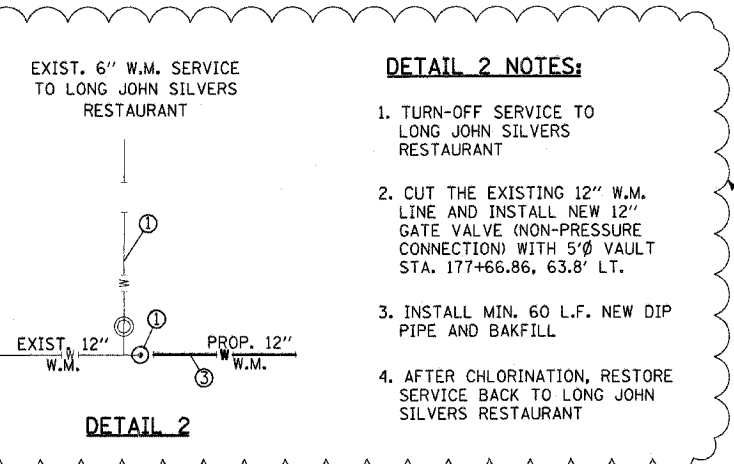 EXIST. 6" W.M. SERVICE
TO LONG JOHN SILVERS
RESTAURANT
1
W
1
EXIST. 12"
W
W.M.
PROP. 12"
W
W.M.
3
DETAIL 2
DETAIL 2 NOTES:
1. TURN-OFF SERVICE TO
LONG JOHN SILVERS
RESTAURANT
2. CUT THE EXISTING 12" W.M.
LINE AND INSTALL NEW 12"
GATE VALVE (NON-PRESSURE
CONNECTION) WITH 5'Ø VAULT
STA. 177+66.86, 63.8' LT.
3. INSTALL MIN. 60 L.F. NEW DIP
PIPE AND BAKFILL
4. AFTER CHLORINATION, RESTORE
SERVICE BACK TO LONG JOHN
SILVERS RESTAURANT